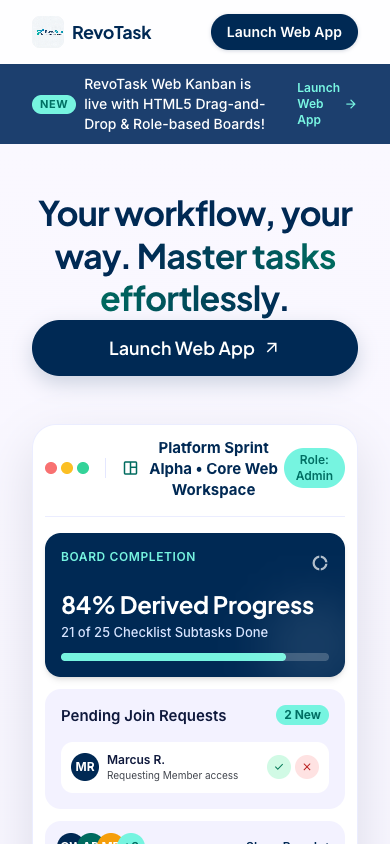 RevoTask
Launch Web App
NEW
RevoTask Web Kanban is
live with HTML5 Drag-and-
Drop & Role-based Boards!
Launch
Web
App
Your workflow, your
way. Master tasks
effortlessly.
Launch Web App
Platform Sprint
Alpha • Core Web
Workspace
Role:
Admin
BOARD COMPLETION
84% Derived Progress
21 of 25 Checklist Subtasks Done
Pending Join Requests
2 New
MR
Marcus R.
Requesting Member access